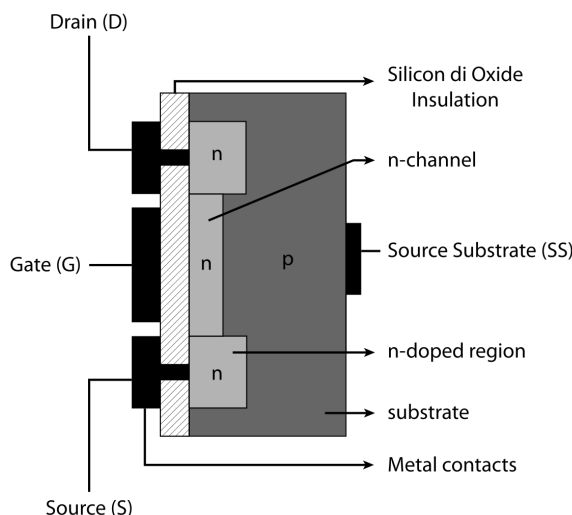 Drain (D)
Silicon di Oxide
Insulation
n
n-channel
Gate (G)
n
p
Source Substrate (SS)
n-doped region
n
substrate
Metal contacts
Source (S)